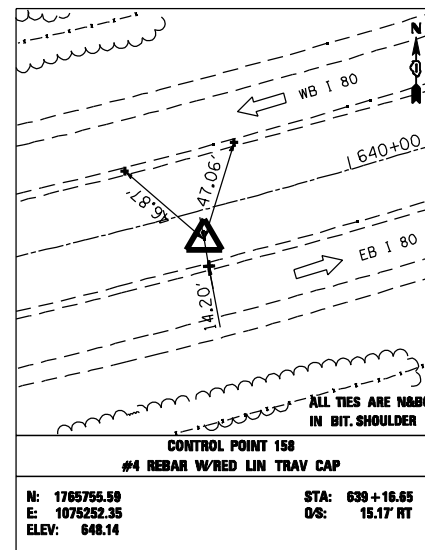 N
WB I 80
47.06'
46.87'
640+00
EB I 80
14.20'
ALL TIES ARE N&B
IN BIT. SHOULDER
CONTROL POINT 158
#4 REBAR W/RED LIN TRAV CAP
N: 1765755.59
E: 1075252.35
ELEV: 648.14
STA: 639+16.65
O/S: 15.17' RT